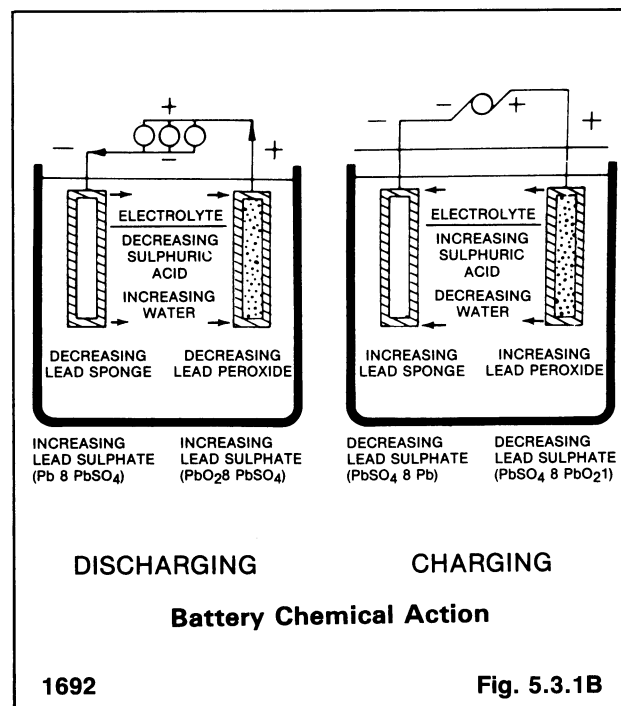 +
−
−
+
ELECTROLYTE
DECREASING
SULPHURIC
ACID
INCREASING
WATER
DECREASING
LEAD SPONGE
DECREASING
LEAD PEROXIDE
INCREASING
LEAD SULPHATE
(Pb 8 PbSO₄)
INCREASING
LEAD SULPHATE
(PbO₂8 PbSO₄)
DISCHARGING
−
−
+
+
ELECTROLYTE
INCREASING
SULPHURIC
ACID
DECREASING
WATER
INCREASING
LEAD SPONGE
INCREASING
LEAD PEROXIDE
DECREASING
LEAD SULPHATE
(PbSO₄ 8 Pb)
DECREASING
LEAD SULPHATE
(PbSO₄ 8 PbO₂1)
CHARGING
Battery Chemical Action
1692
Fig. 5.3.1B